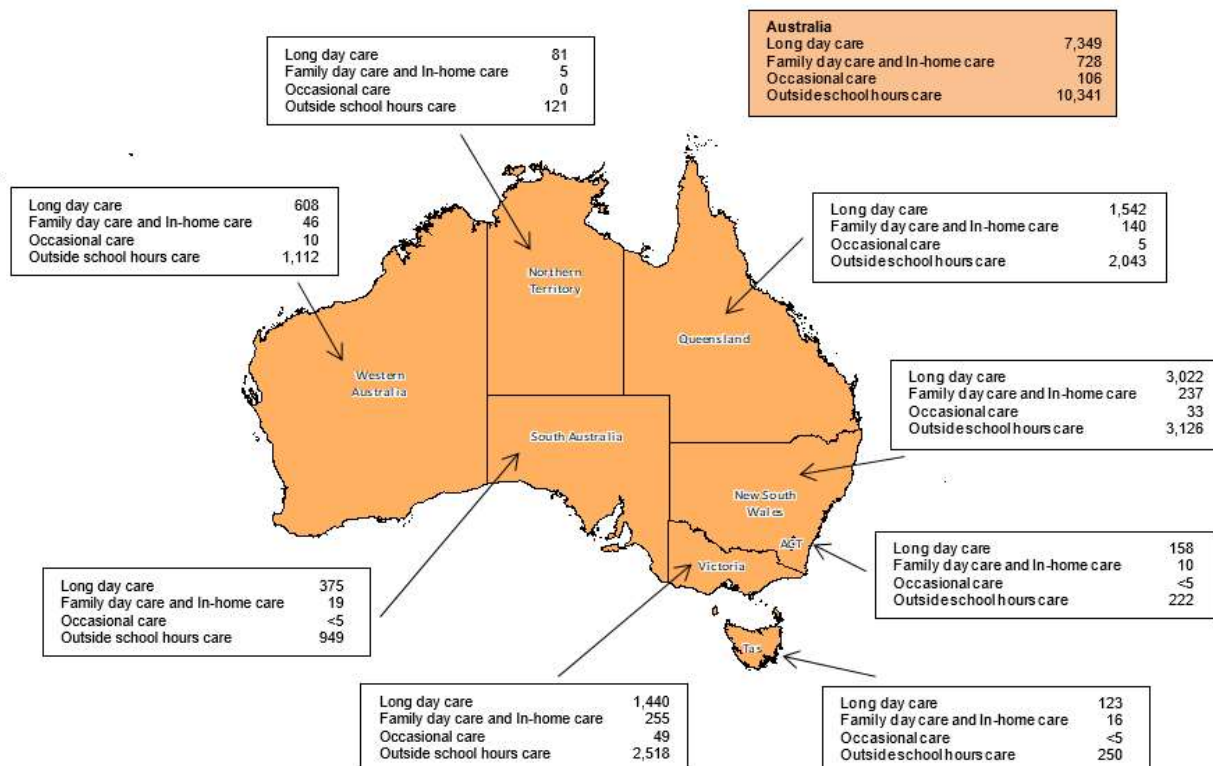 Australia
Long day care 7,349
Family day care and In-home care 728
Occasional care 106
Outside school hours care 10,341
Long day care 81
Family day care and In-home care 5
Occasional care 0
Outside school hours care 121
Long day care 608
Family day care and In-home care 46
Occasional care 10
Outside school hours care 1,112
Long day care 1,542
Family day care and In-home care 140
Occasional care 5
Outside school hours care 2,043
Northern
Territory
Queensland
Western
Australia
Long day care 3,022
Family day care and In-home care 237
Occasional care 33
Outside school hours care 3,126
South Australia
New South
Wales
ACT
Victoria
Long day care 158
Family day care and In-home care 10
Occasional care <5
Outside school hours care 222
Long day care 375
Family day care and In-home care 19
Occasional care <5
Outside school hours care 949
Tas
Long day care 1,440
Family day care and In-home care 255
Occasional care 49
Outside school hours care 2,518
Long day care 123
Family day care and In-home care 16
Occasional care <5
Outside school hours care 250